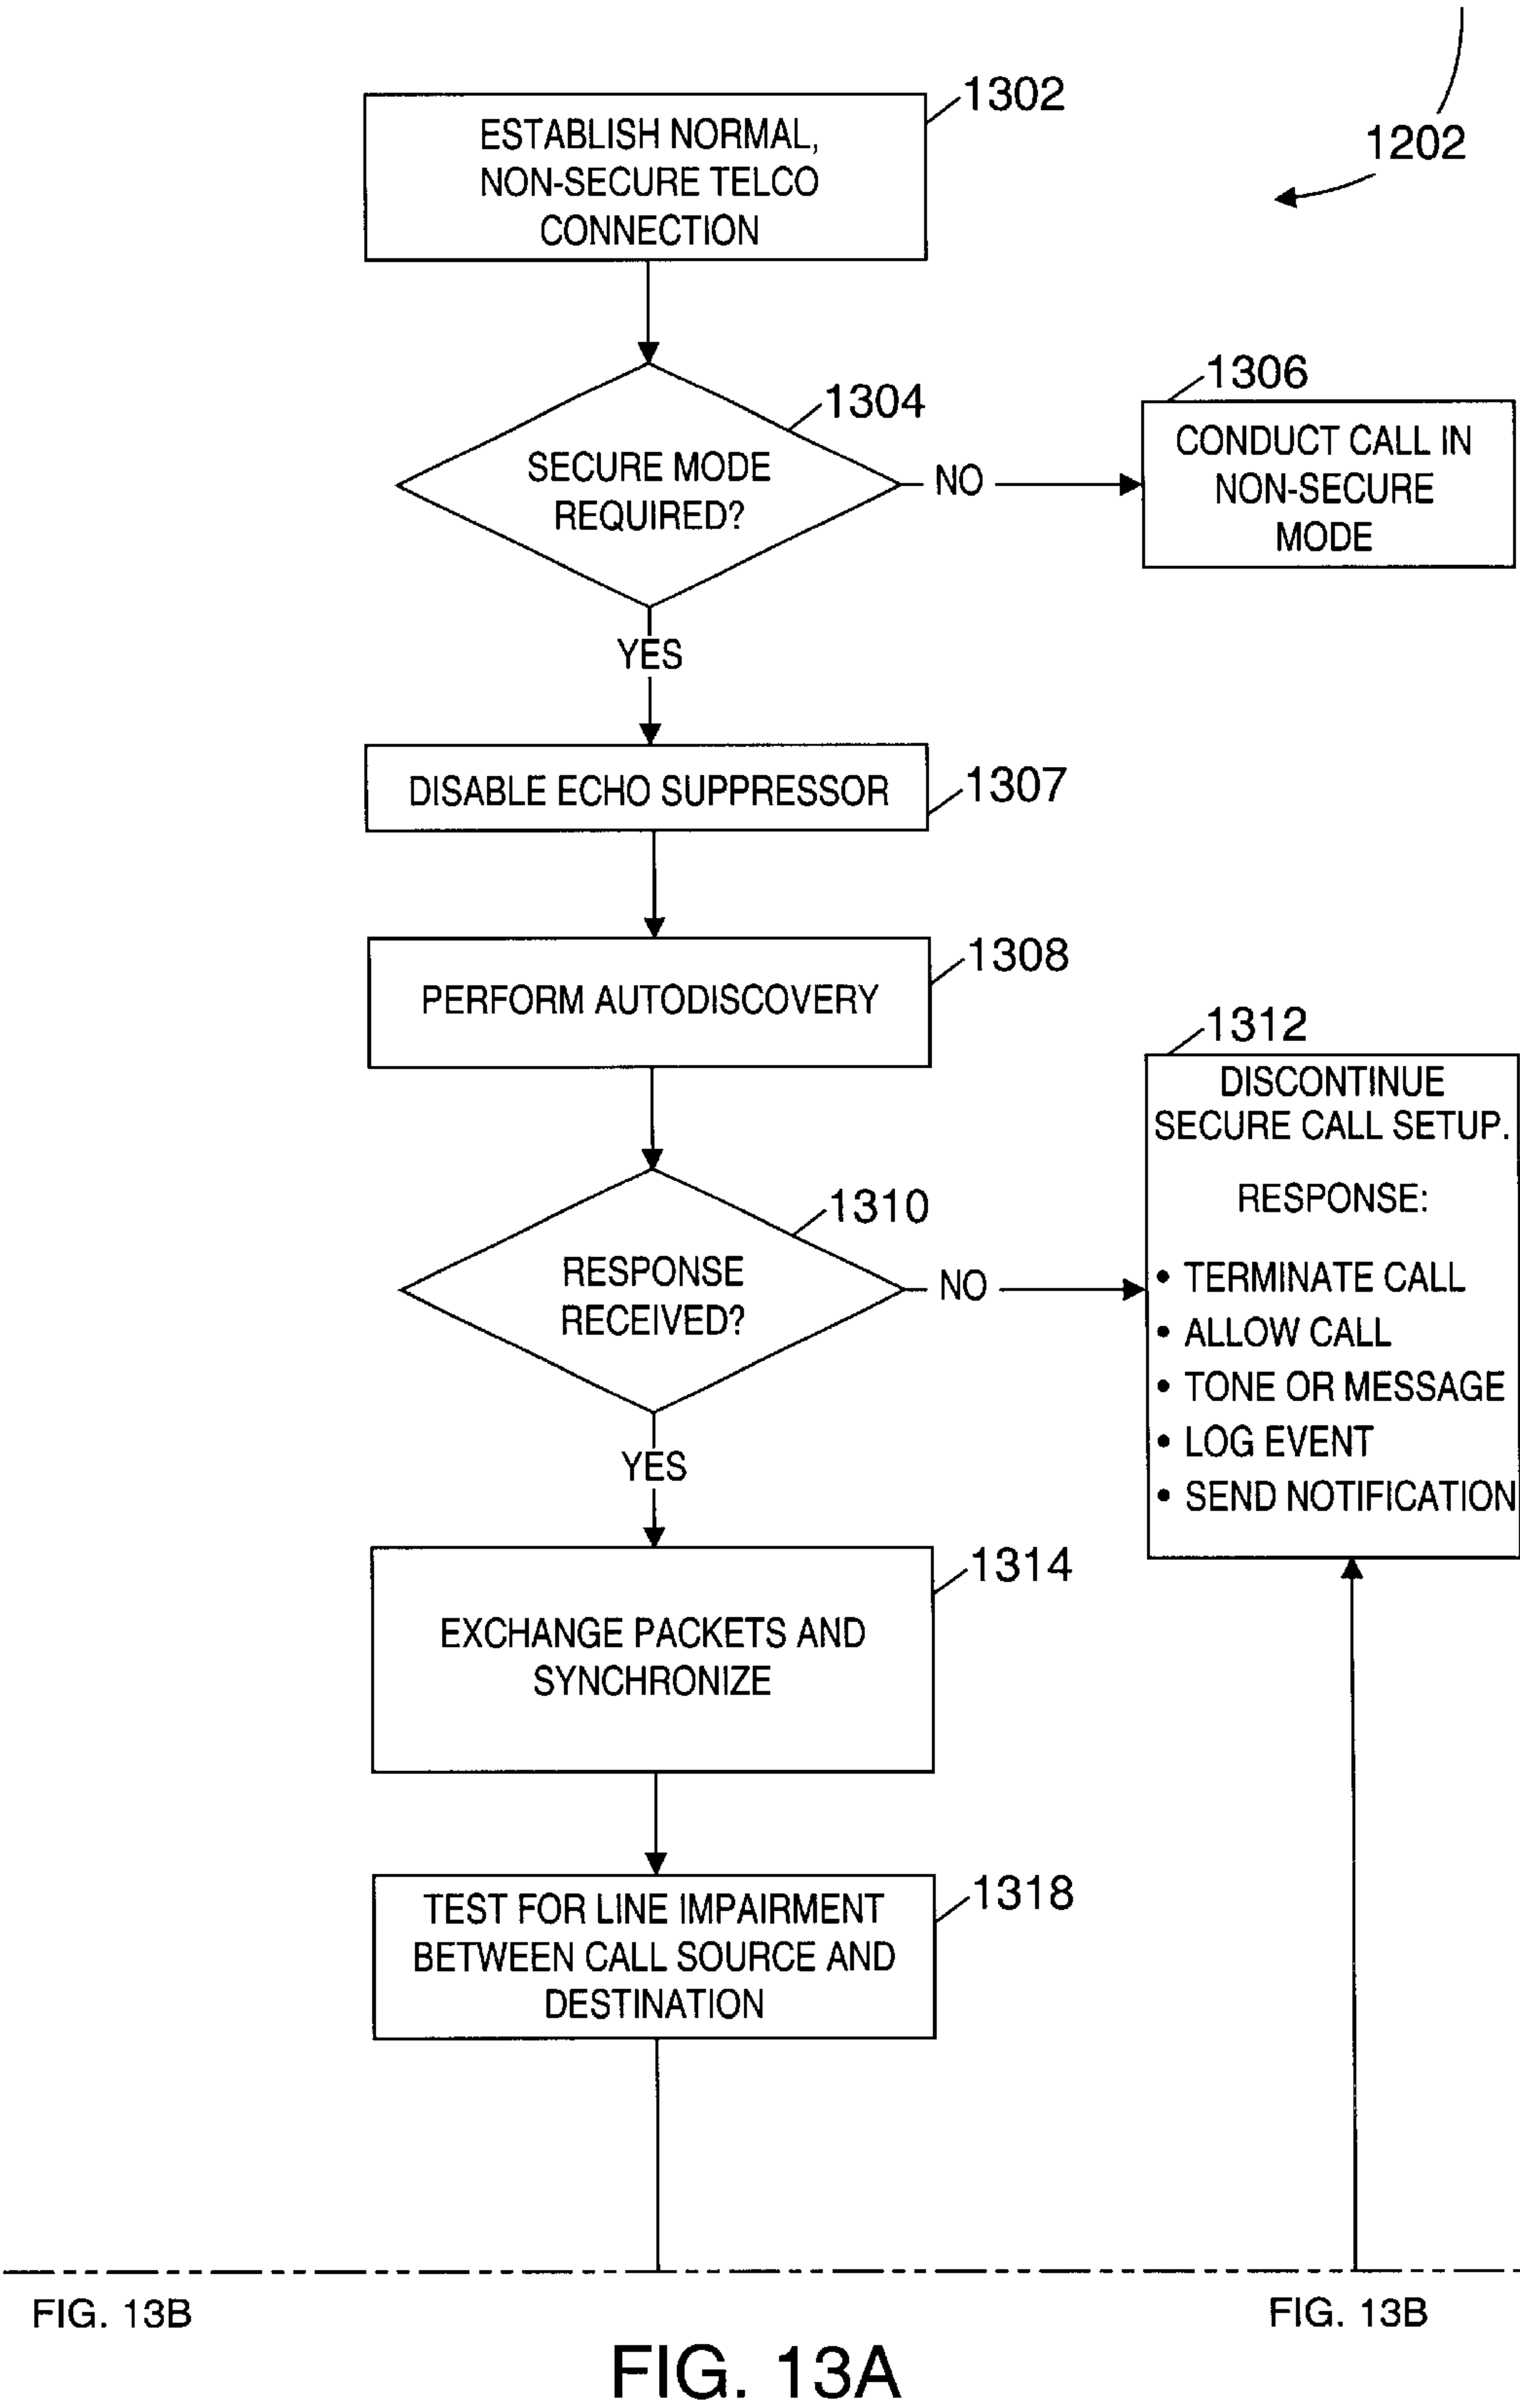 1302
ESTABLISH NORMAL,
NON-SECURE TELCO
CONNECTION
1202
1304
SECURE MODE
REQUIRED?
NO
1306
CONDUCT CALL IN
NON-SECURE
MODE
YES
DISABLE ECHO SUPPRESSOR
1307
1308
PERFORM AUTODISCOVERY
1310
RESPONSE
RECEIVED?
NO
1312
DISCONTINUE
SECURE CALL SETUP.
RESPONSE:
• TERMINATE CALL
• ALLOW CALL
• TONE OR MESSAGE
• LOG EVENT
• SEND NOTIFICATION
YES
1314
EXCHANGE PACKETS AND
SYNCHRONIZE
1318
TEST FOR LINE IMPAIRMENT
BETWEEN CALL SOURCE AND
DESTINATION
FIG. 13B
FIG. 13B
FIG. 13A